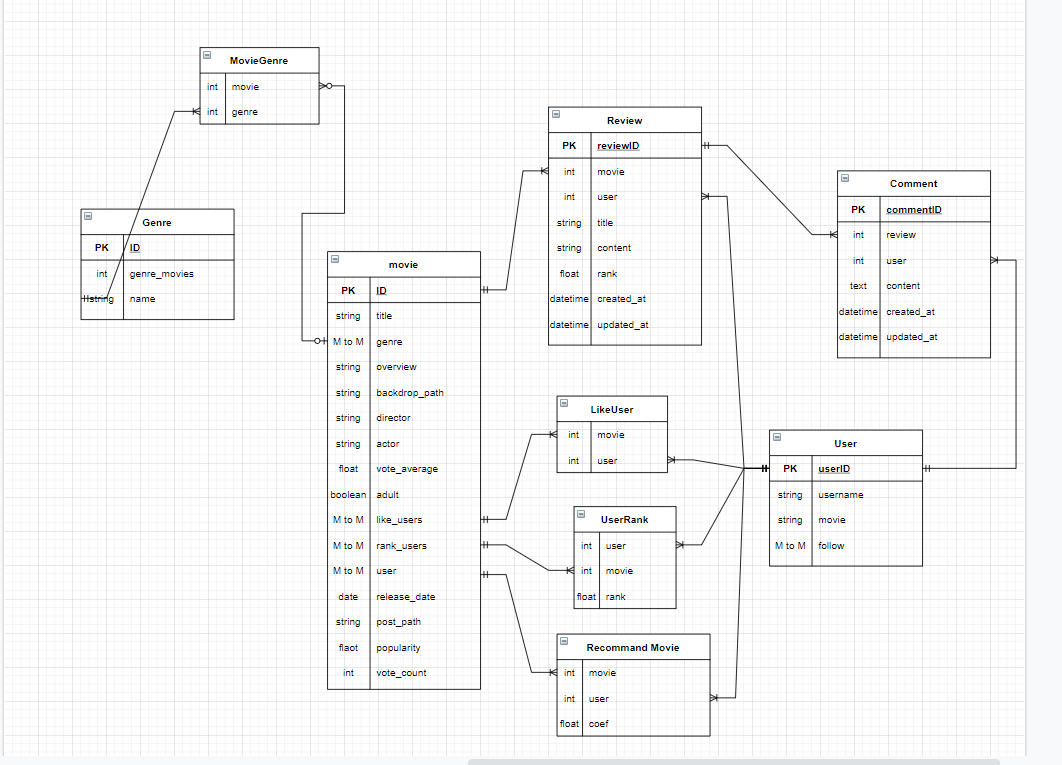 MovieGenre
int movie
int genre
Genre
PK ID
int genre_movies
string name
movie
PK ID
string title
M to M genre
string overview
string backdrop_path
string director
string actor
float vote_average
boolean adult
M to M like_users
M to M rank_users
M to M user
date release_date
string post_path
flaot popularity
int vote_count
Review
PK reviewID
int movie
int user
string title
string content
float rank
datetime created_at
datetime updated_at
Comment
PK commentID
int review
int user
text content
datetime created_at
datetime updated_at
LikeUser
int movie
int user
UserRank
int user
int movie
float rank
Recommand Movie
int movie
int user
float coef
User
PK userID
string username
string movie
M to M follow